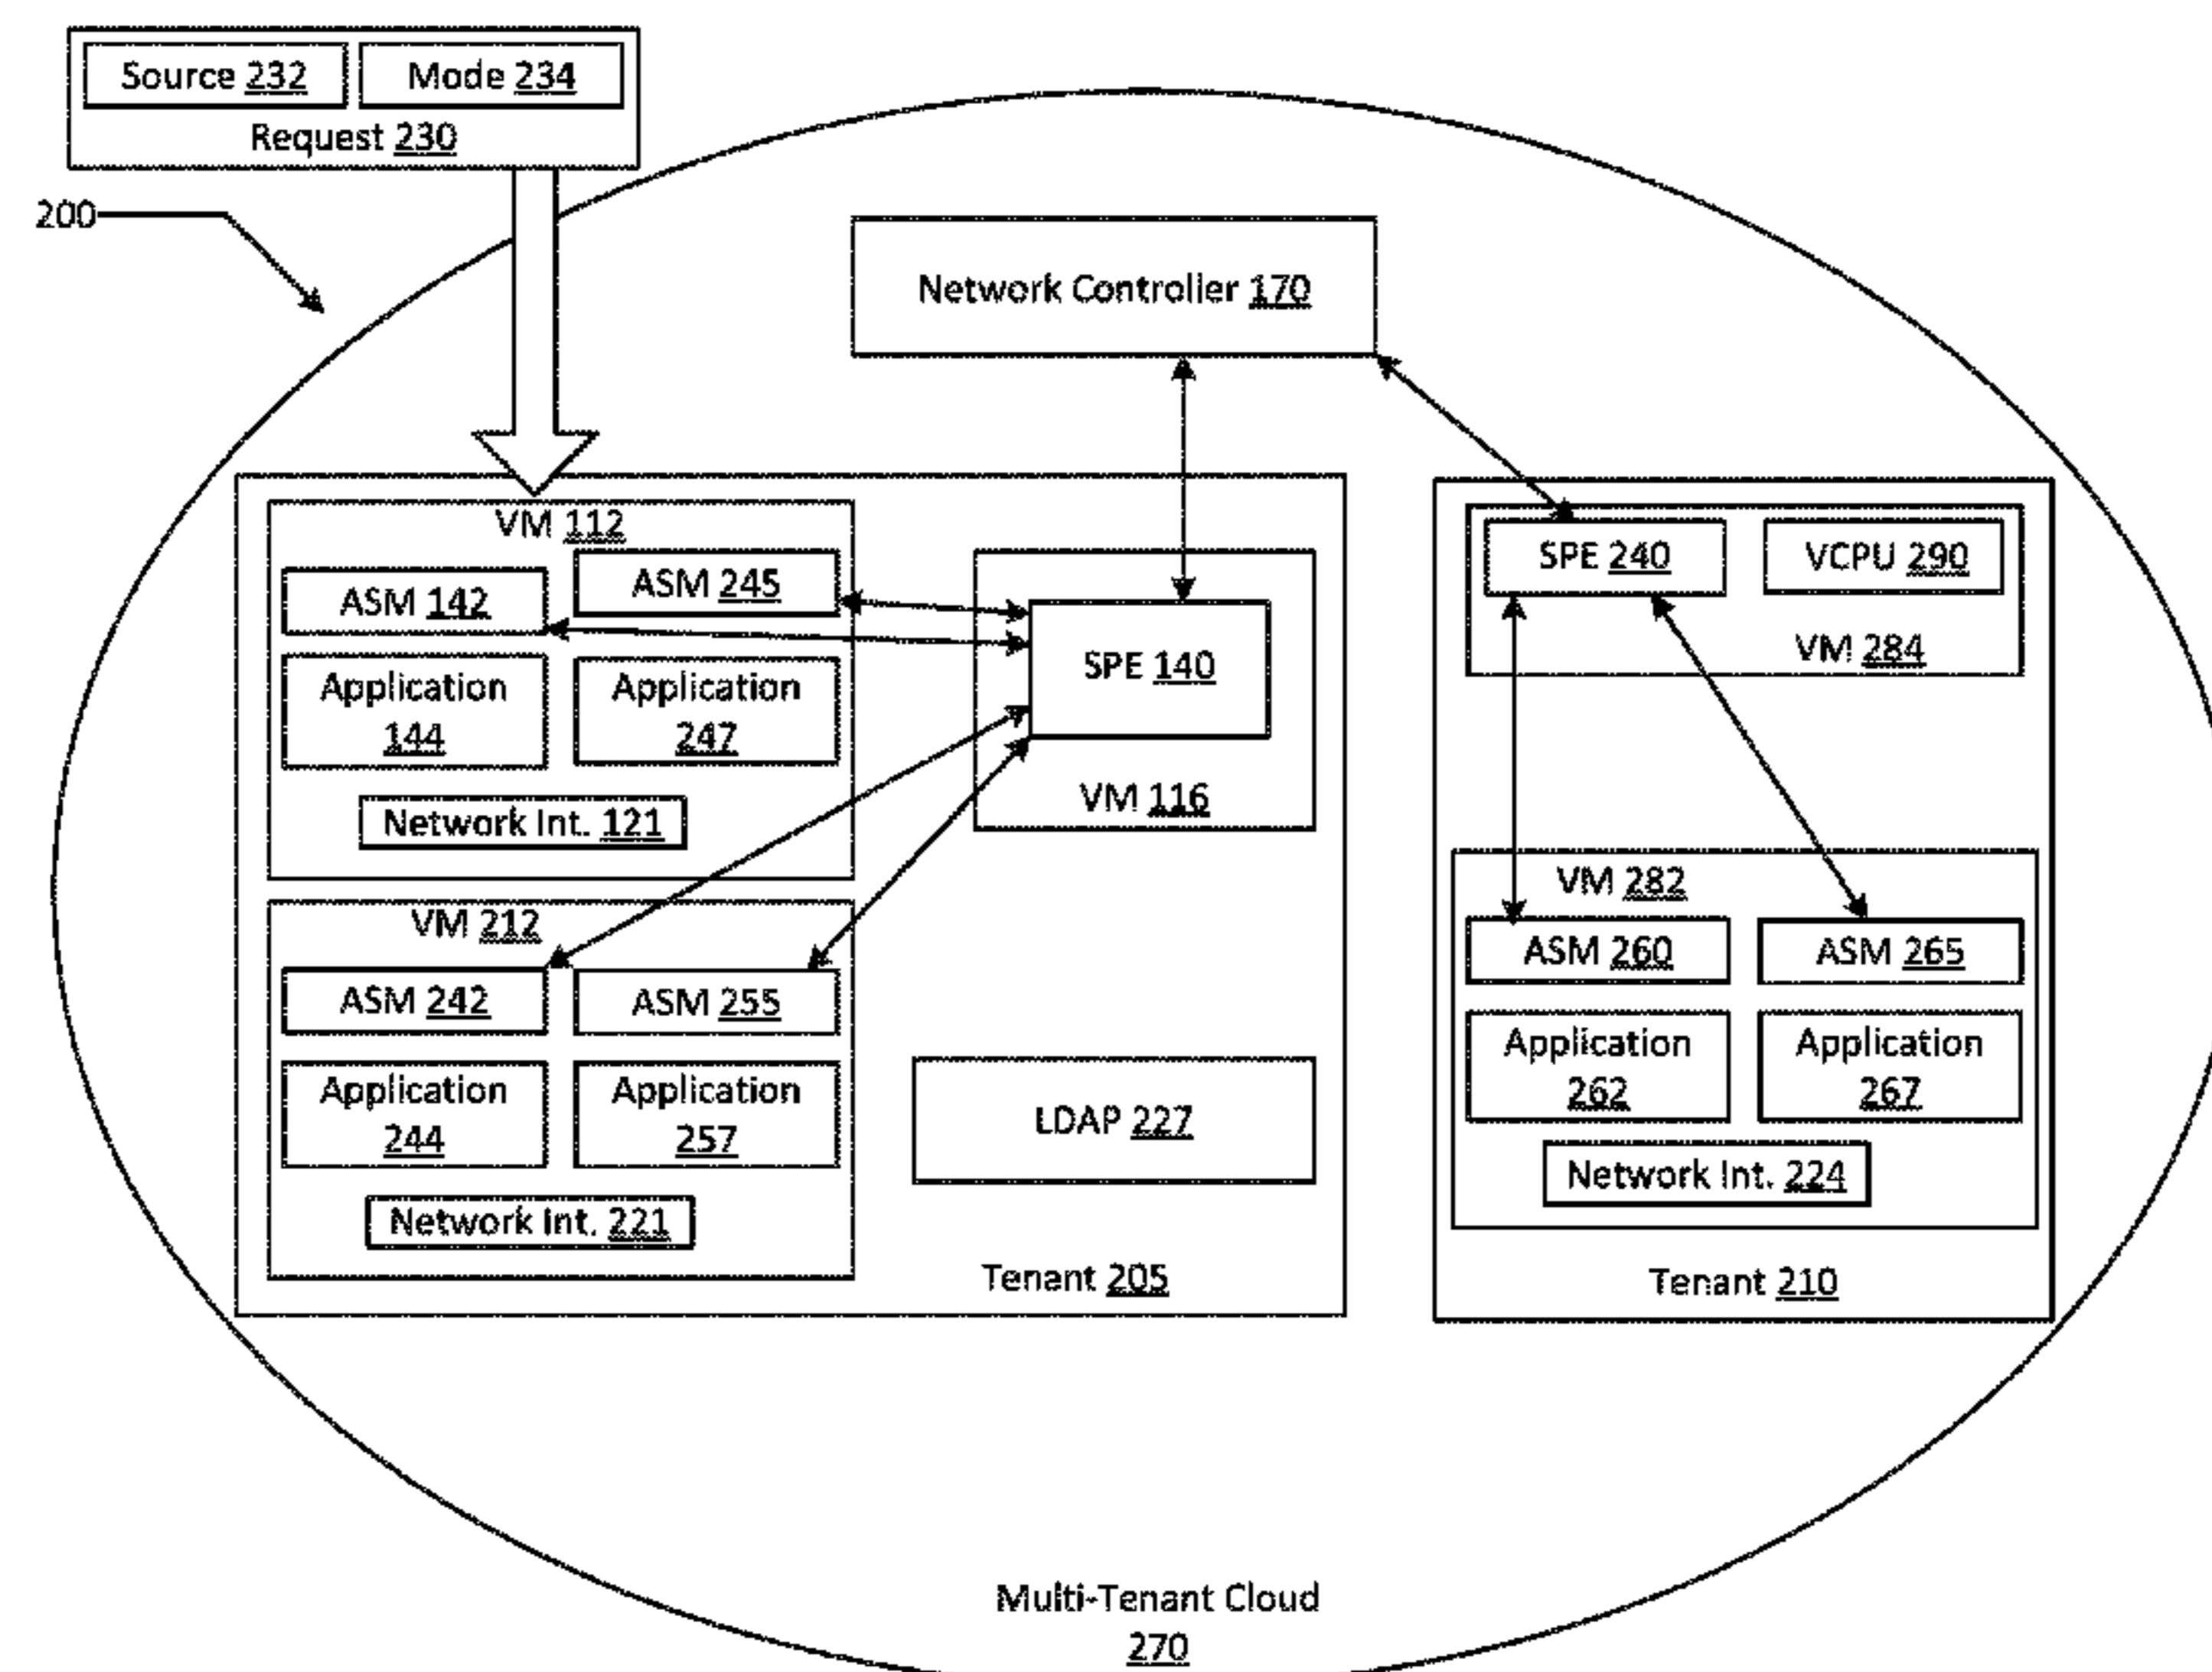 Source 232
Mode 234
Request 230
200
Network Controller 170
VM 112
ASM 142
ASM 245
Application
144
Application
247
Network Int. 121
SPE 140
VM 116
VM 212
ASM 242
ASM 255
Application
244
Application
257
Network Int. 221
LDAP 227
Tenant 205
SPE 240
VCPU 290
VM 284
VM 282
ASM 260
ASM 265
Application
262
Application
267
Network Int. 224
Tenant 210
Multi-Tenant Cloud
270